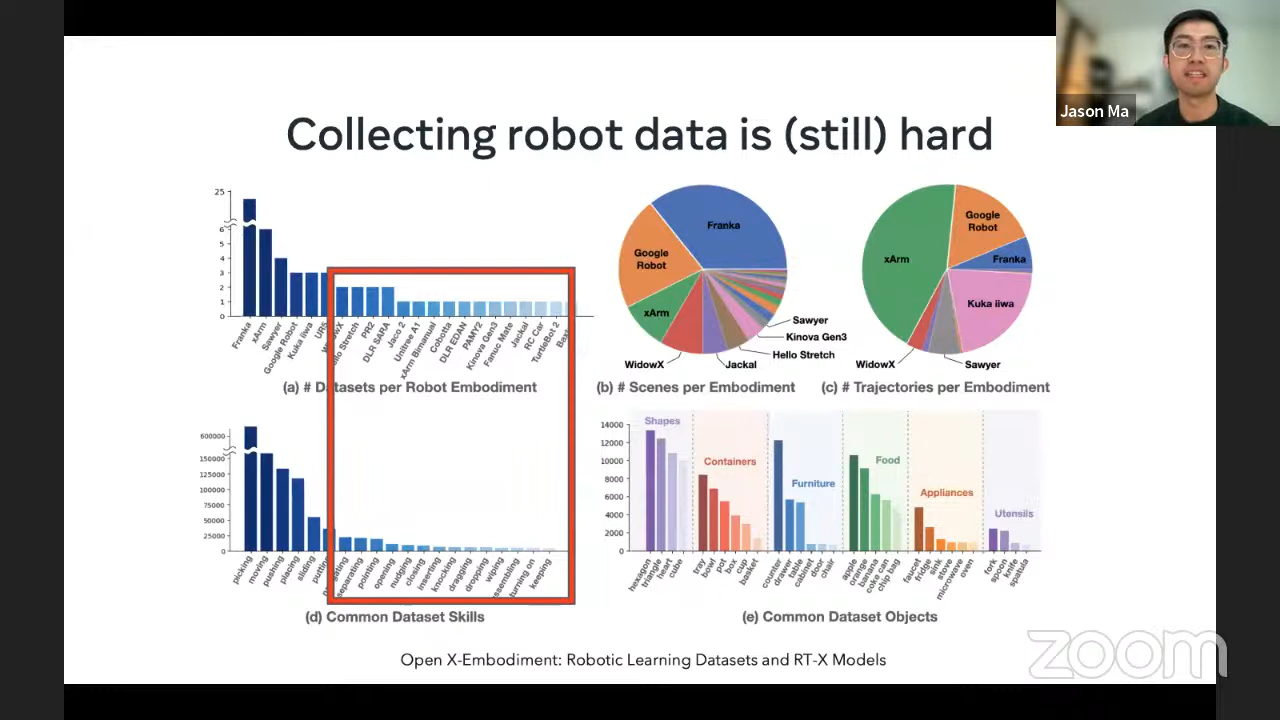 Jason Ma
Collecting robot data is (still) hard
25
6
5
4
3
2
1
0
Franka
xArm
Sawyer
Google Robot
Kuka iiwa
UR5
Hello Stretch
PR2
DLR SARA
Jaco 2
Unitree A1
xArm Bimanual
Cobotta
DLR EDAN
PAMY2
Kinova Gen3
Fanuc Mate
Jackal
RC Car
TurtleBot 2
(a) # Datasets per Robot Embodiment
Franka
Google
Robot
xArm
WidowX
Jackal
Hello Stretch
Kinova Gen3
Sawyer
(b) # Scenes per Embodiment
xArm
Google
Robot
Franka
Kuka iiwa
WidowX
Sawyer
(c) # Trajectories per Embodiment
600000
150000
125000
100000
75000
50000
25000
0
picking
moving
pushing
placing
sliding
putting
separating
pointing
opening
nudging
closing
inserting
knocking
dragging
dropping
wiping
assembling
turning on
keeping
(d) Common Dataset Skills
14000
12000
10000
8000
6000
4000
2000
0
Shapes
Containers
Furniture
Food
Appliances
Utensils
hexagon
triangle
heart
cube
tray
bowl
pot
box
cup
basket
counter
drawer
table
cabinet
door
chair
apple
orange
banana
coke can
chip bag
faucet
fridge
sink
stove
microwave
oven
fork
spoon
knife
spatula
(e) Common Dataset Objects
Open X-Embodiment: Robotic Learning Datasets and RT-X Models
zoom